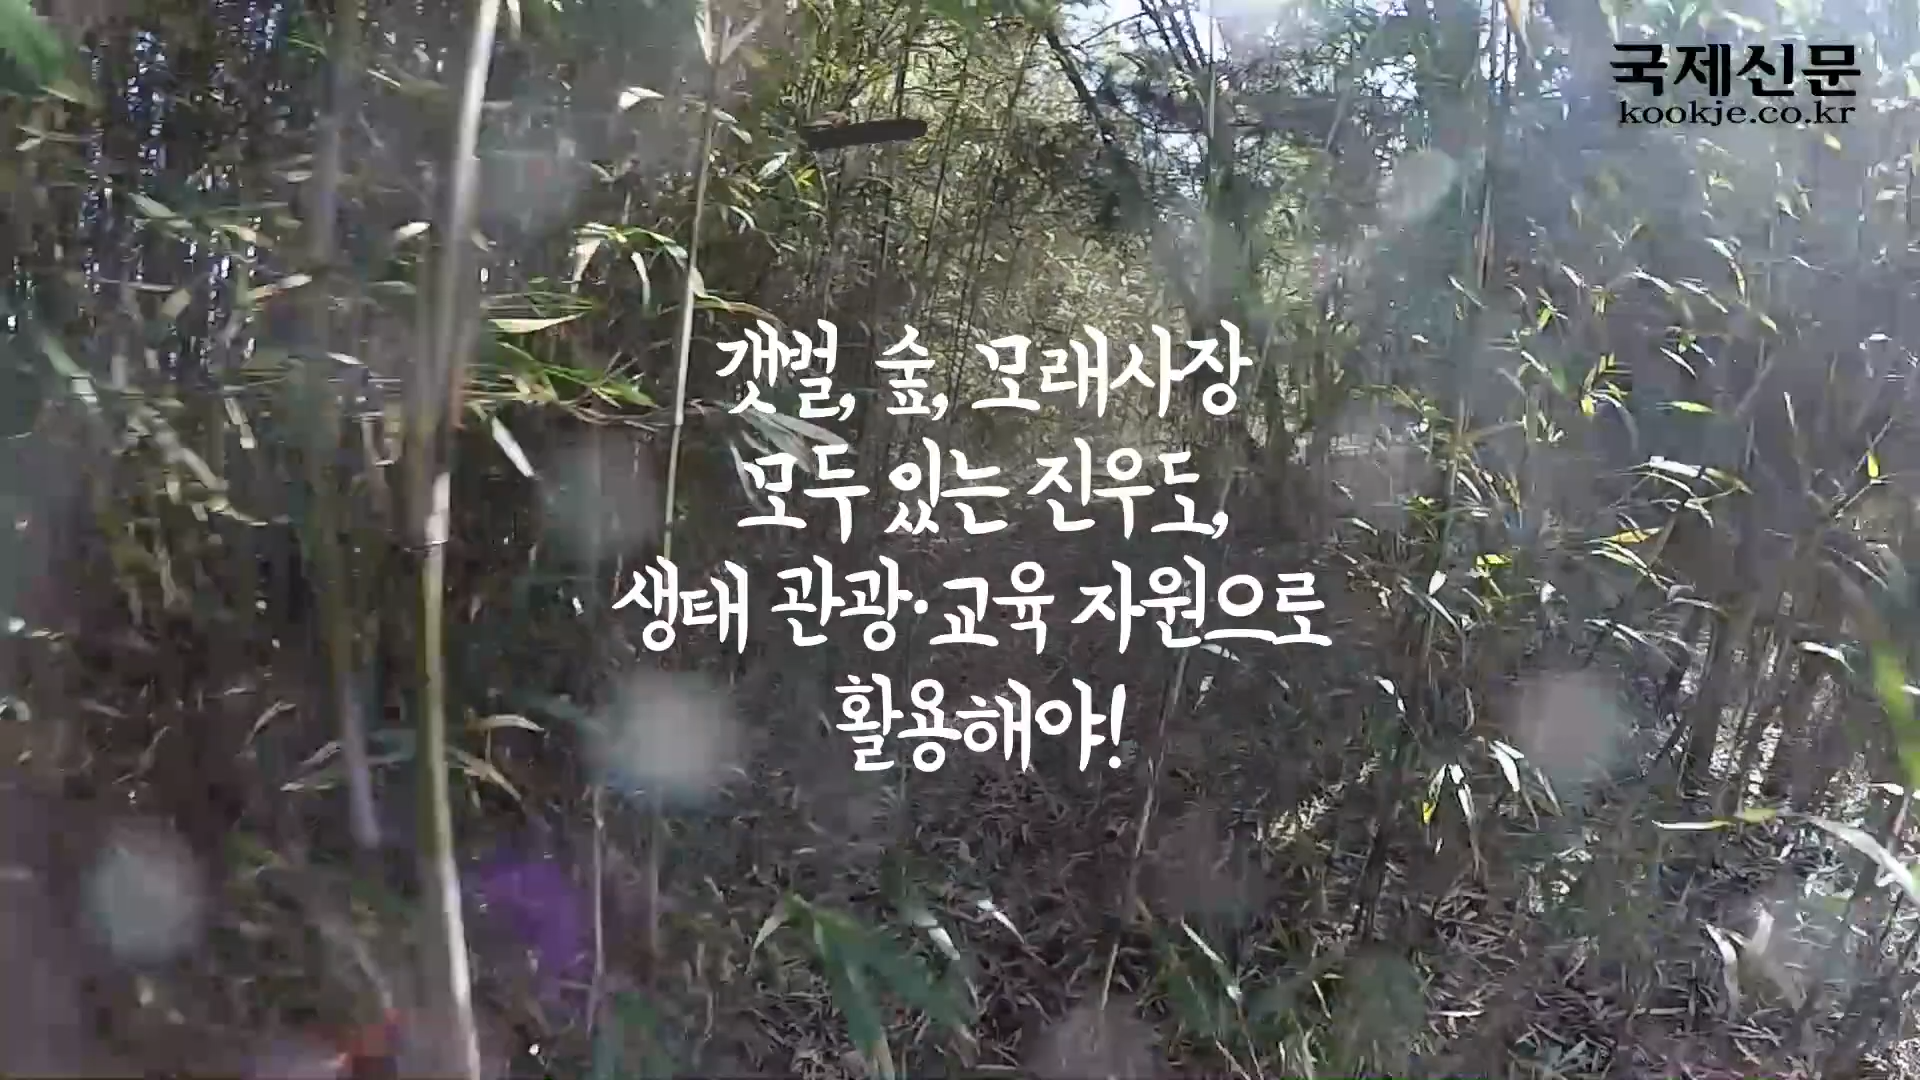 국제신문
kookje.co.kr
갯벌, 숲, 모래사장
모두 있는 진우도,
생태 관광·교육 자원으로
활용해야!